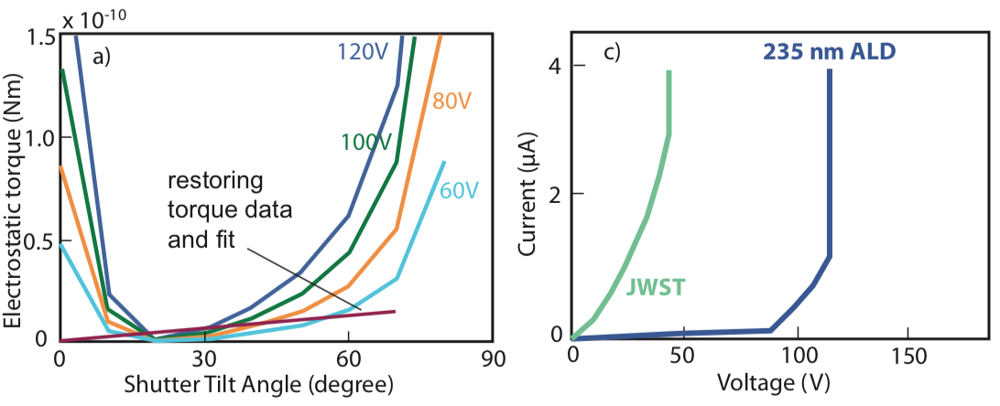 x 10-10
1.5
a)
120V
80V
1.0
100V
restoring
torque data
and fit
60V
0.5
0
0
30
60
90
Electrostatic torque (Nm)
Shutter Tilt Angle (degree)
c)
235 nm ALD
4
2
JWST
0
0
50
100
150
Current (µA)
Voltage (V)